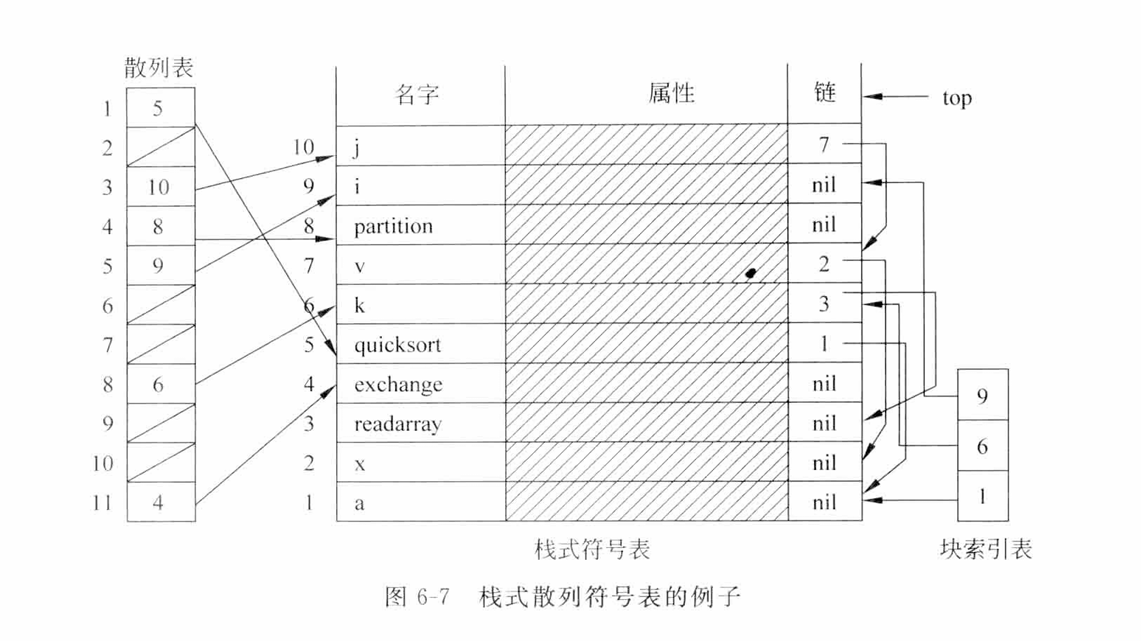 散列表
名字 属性 链 top
1 5
2 10 j 7
3 10 9 i nil
4 8 8 partition nil
5 9 7 v 2
6 6 k 3
7 5 quicksort 1
8 6 4 exchange nil 9
9 3 readarray nil
10 2 x nil 6
11 4 1 a nil 1
栈式符号表 块索引表
图 6-7 栈式散列符号表的例子